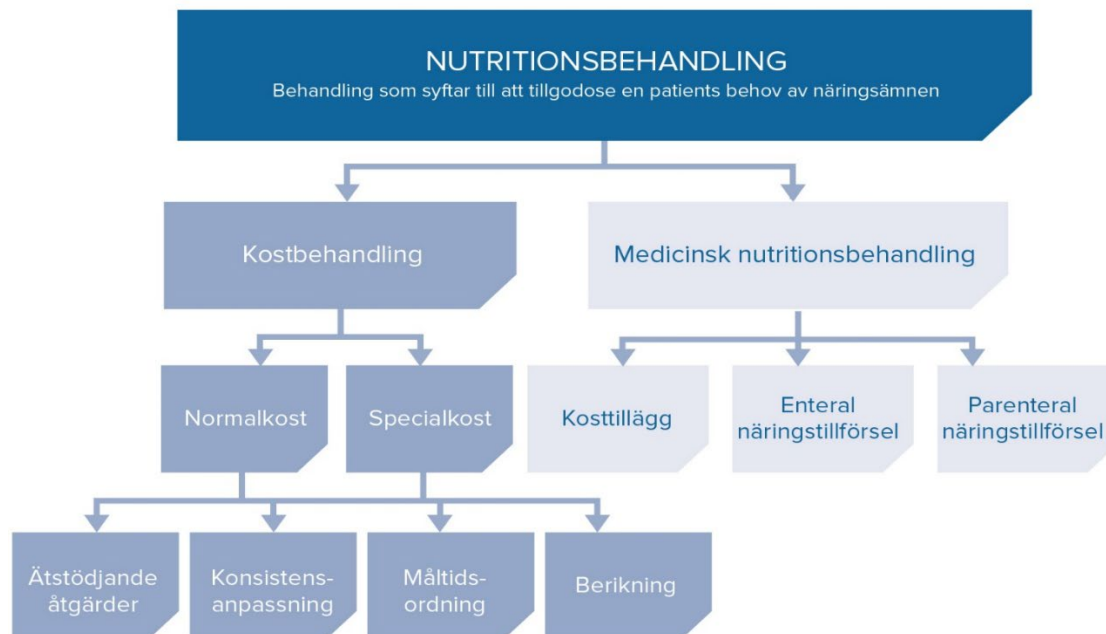 NUTRITIONSBEHANDLING
Behandling som syftar till att tillgodose en patients behov av näringsämnen
Kostbehandling
Medicinsk nutritionsbehandling
Normalkost
Specialkost
Kosttillägg
Enteral
näringstillförsel
Parenteral
näringstillförsel
Ätstödjande
åtgärder
Konsistens-
anpassning
Måltids-
ordning
Berikning